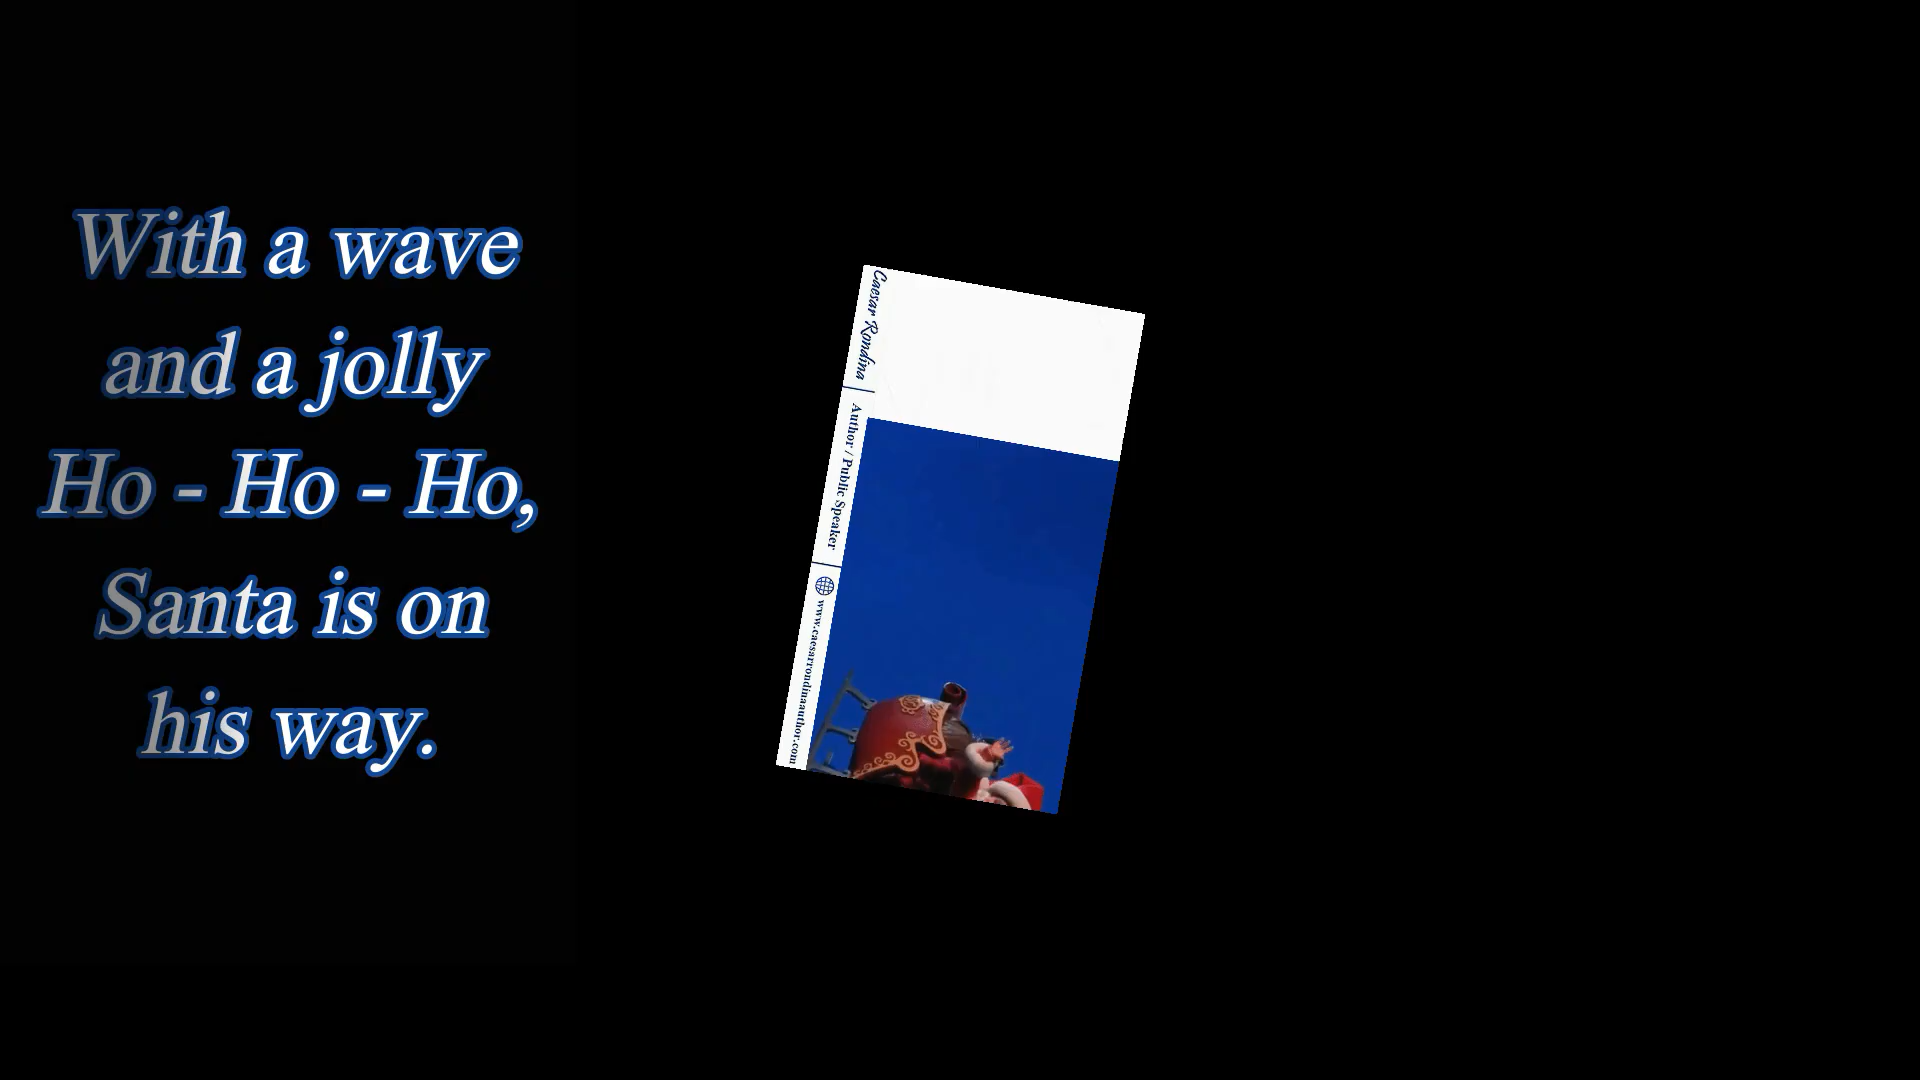 With a wave
and a jolly
Ho - Ho - Ho,
Santa is on
his way.
Caesar Rondina
Author / Public Speaker
www.caesarrondinaauthor.com